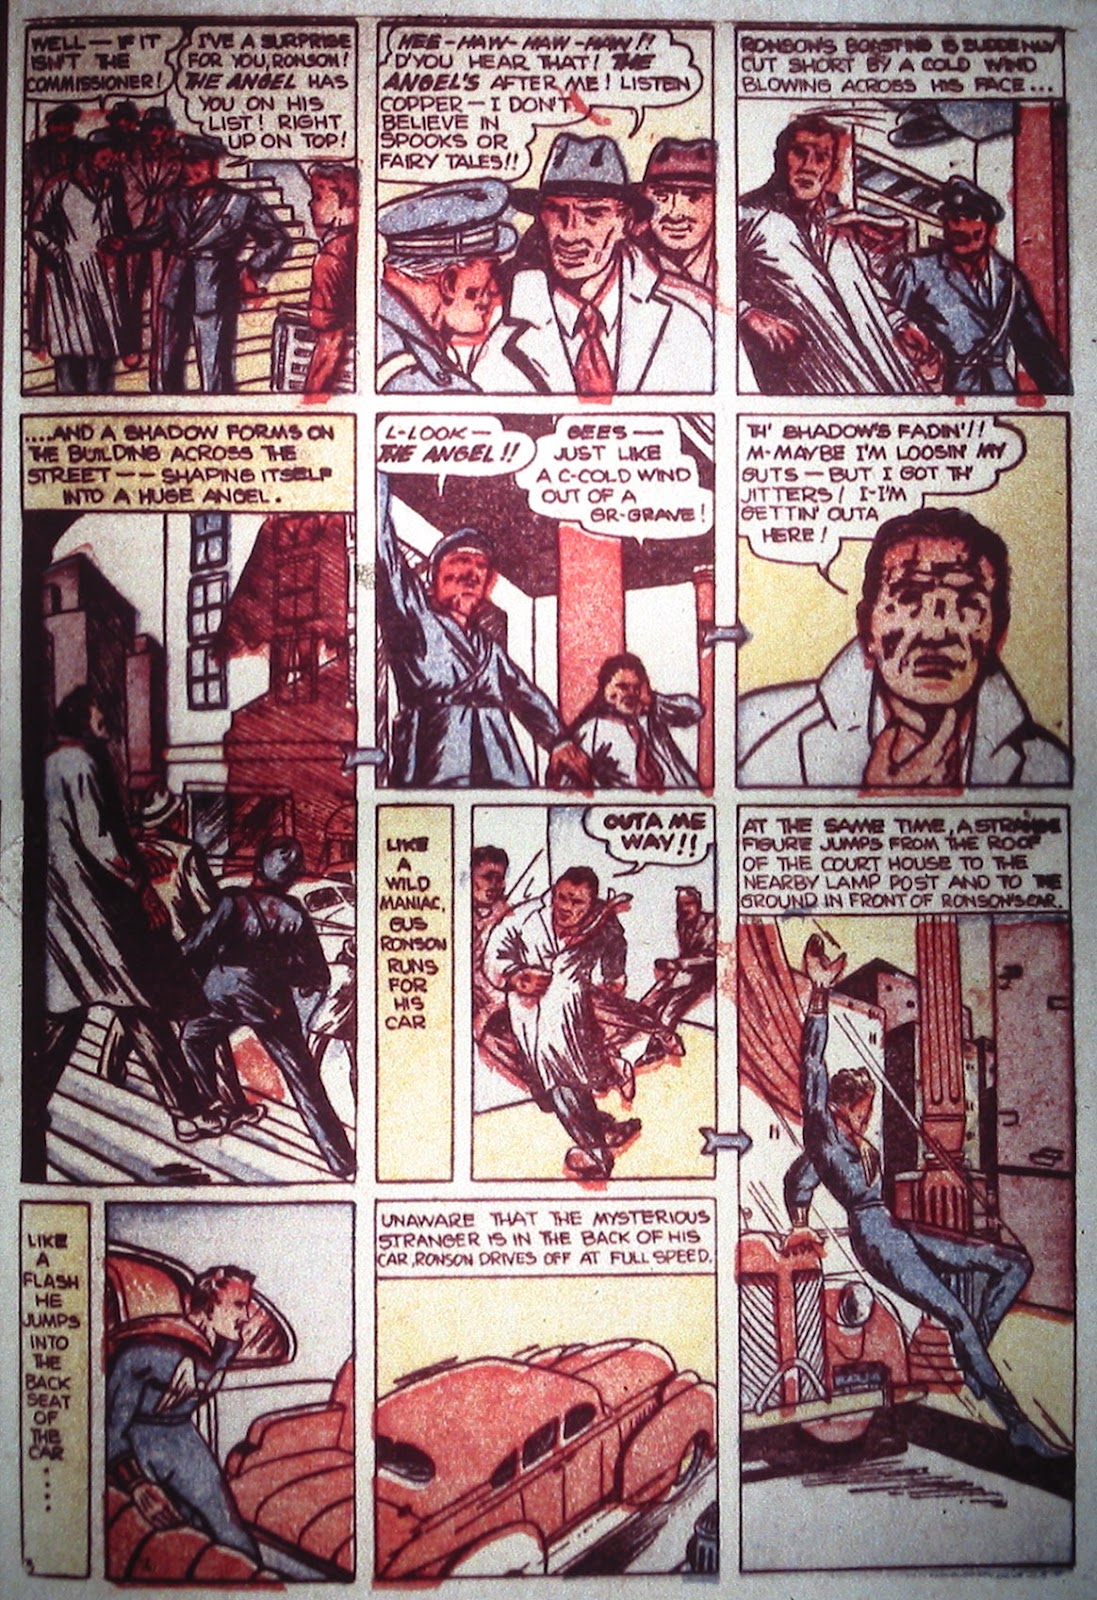 WELL — IF IT
ISN'T THE
COMMISSIONER!
I'VE A SURPRISE
FOR YOU, RONSON!
THE ANGEL HAS
YOU ON HIS
LIST! RIGHT
UP ON TOP!
HEE-HAW-HAW-HAW!!
D'YOU HEAR THAT! THE
ANGEL'S AFTER ME! LISTEN
COPPER — I DON'T
BELIEVE IN
SPOOKS OR
FAIRY TALES!!
RONSON'S BOASTING IS SUDDENLY
CUT SHORT BY A COLD WIND
BLOWING ACROSS HIS FACE...
....AND A SHADOW FORMS ON
THE BUILDING ACROSS THE
STREET —— SHAPING ITSELF
INTO A HUGE ANGEL.
L-LOOK —
THE ANGEL!!
GEES —
JUST LIKE
A C-COLD WIND
OUT OF A
GR-GRAVE!
TH' SHADOW'S FADIN'!!
M-MAYBE I'M LOOSIN' MY
GUTS — BUT I GOT TH'
JITTERS! I-I'M
GETTIN' OUTA
HERE!
LIKE
A
WILD
MANIAC,
GUS
RONSON
RUNS
FOR
HIS
CAR
OUTA ME
WAY!!
AT THE SAME TIME, A STRANGE
FIGURE JUMPS FROM THE ROOF
OF THE COURT HOUSE TO THE
NEARBY LAMP POST AND TO THE
GROUND IN FRONT OF RONSON'S CAR.
LIKE
A
FLASH
HE
JUMPS
INTO
THE
BACK
SEAT
OF
THE
CAR
....
UNAWARE THAT THE MYSTERIOUS
STRANGER IS IN THE BACK OF HIS
CAR, RONSON DRIVES OFF AT FULL SPEED.
3